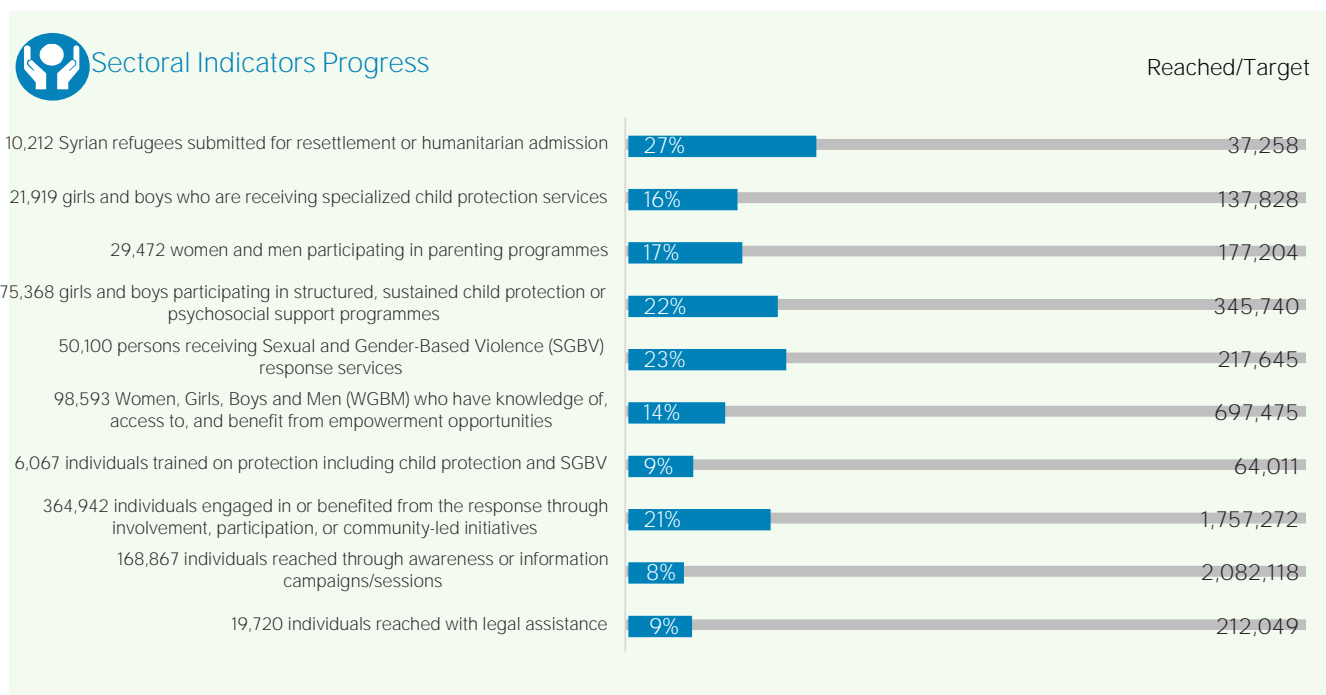 Sectoral Indicators Progress
Reached/Target
10,212 Syrian refugees submitted for resettlement or humanitarian admission
27%
37,258
21,919 girls and boys who are receiving specialized child protection services
16%
137,828
29,472 women and men participating in parenting programmes
17%
177,204
75,368 girls and boys participating in structured, sustained child protection or
psychosocial support programmes
22%
345,740
50,100 persons receiving Sexual and Gender-Based Violence (SGBV)
response services
23%
217,645
98,593 Women, Girls, Boys and Men (WGBM) who have knowledge of,
access to, and benefit from empowerment opportunities
14%
697,475
6,067 individuals trained on protection including child protection and SGBV
9%
64,011
364,942 individuals engaged in or benefited from the response through
involvement, participation, or community-led initiatives
21%
1,757,272
168,867 individuals reached through awareness or information
campaigns/sessions
8%
2,082,118
19,720 individuals reached with legal assistance
9%
212,049